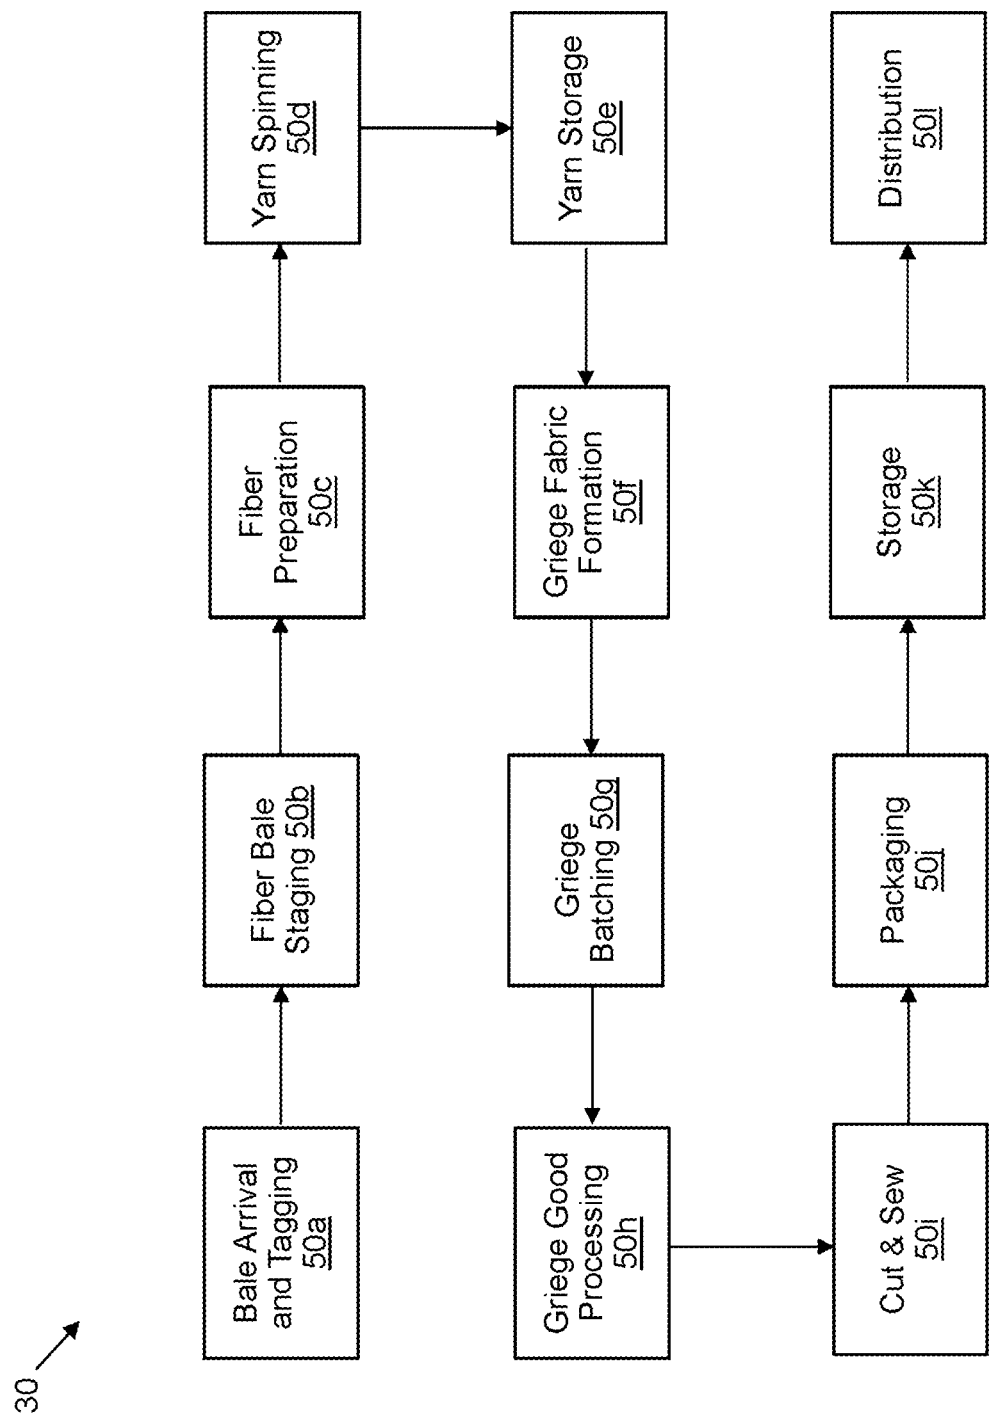 30
Bale Arrival
and Tagging
50a
Fiber Bale
Staging 50b
Fiber
Preparation
50c
Yarn Spinning
50d
Yarn Storage
50e
Griege Fabric
Formation
50f
Griege
Batching 50g
Griege Good
Processing
50h
Cut & Sew
50i
Packaging
50j
Storage
50k
Distribution
50l